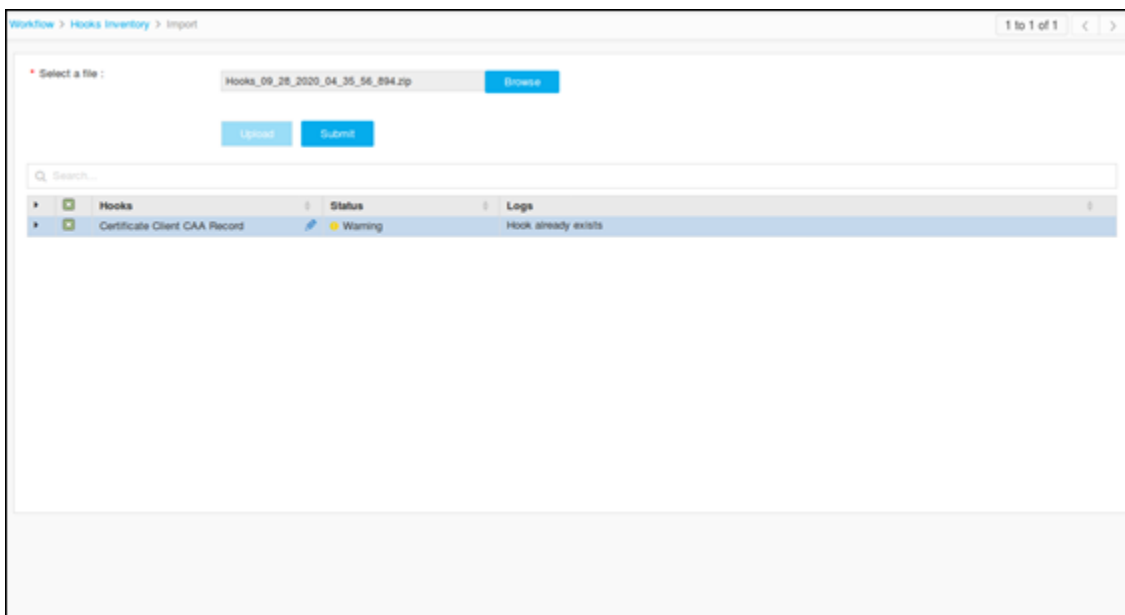 Workflow > Hooks Inventory > Import
1 to 1 of 1 < >
* Select a file :
Hooks_09_28_2020_04_35_56_894.zip
Browse
Upload
Submit
Search...
Hooks Status Logs
Certificate Client CAA Record Warning Hook already exists